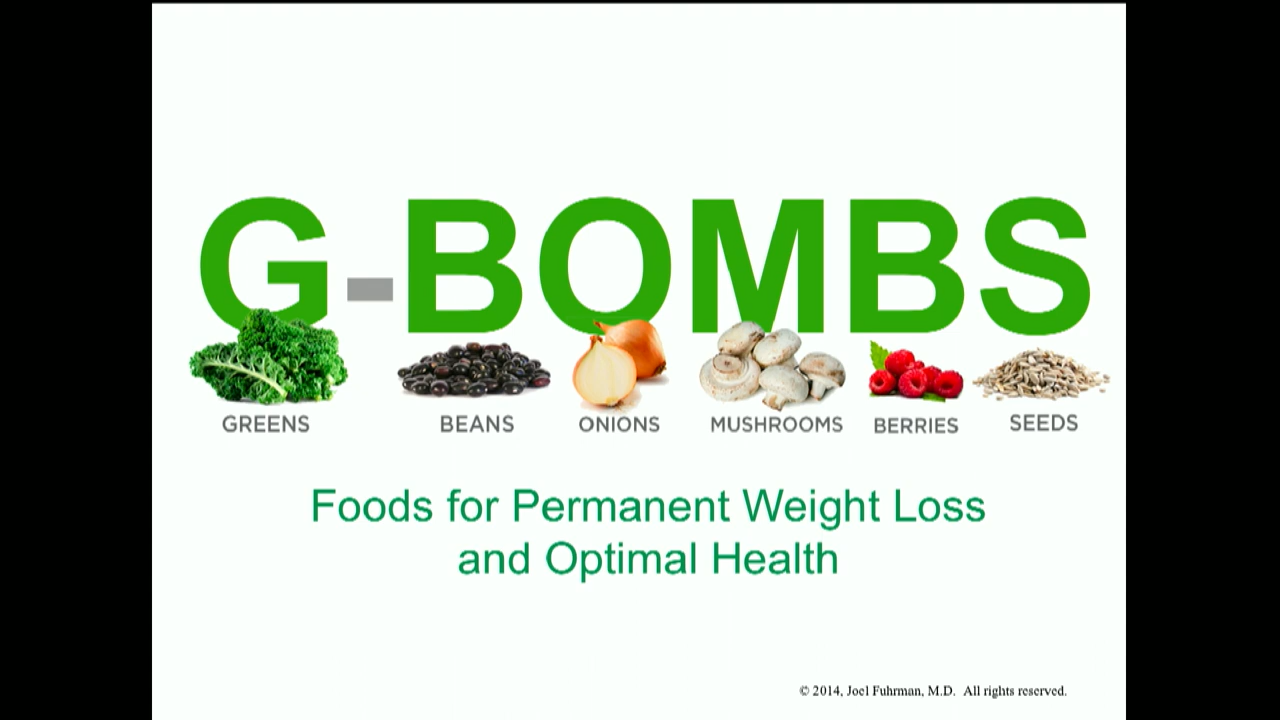 G-BOMBS
GREENS BEANS ONIONS MUSHROOMS BERRIES SEEDS
Foods for Permanent Weight Loss
and Optimal Health
© 2014, Joel Fuhrman, M.D. All rights reserved.